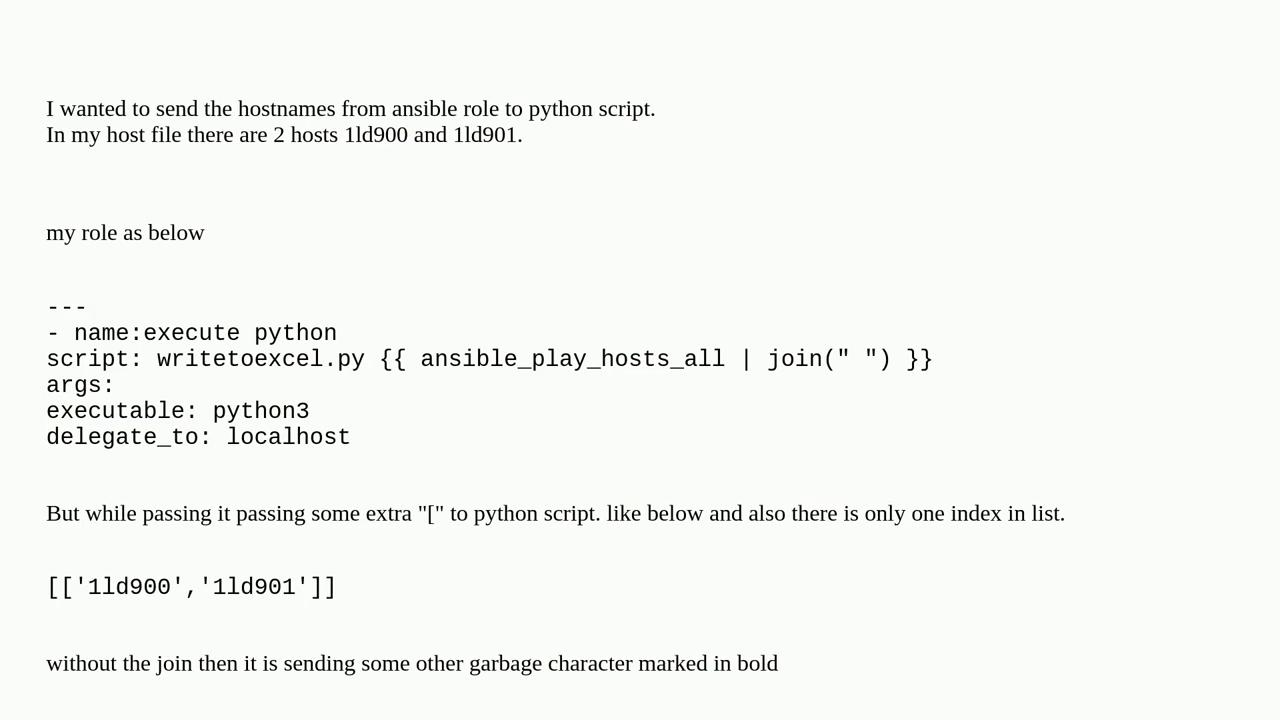 I wanted to send the hostnames from ansible role to python script.
In my host file there are 2 hosts 1ld900 and 1ld901.
my role as below
---
- name:execute python
script: writetoexcel.py {{ ansible_play_hosts_all | join(" ") }}
args:
executable: python3
delegate_to: localhost
But while passing it passing some extra "[" to python script. like below and also there is only one index in list.
[['1ld900','1ld901']]
without the join then it is sending some other garbage character marked in bold